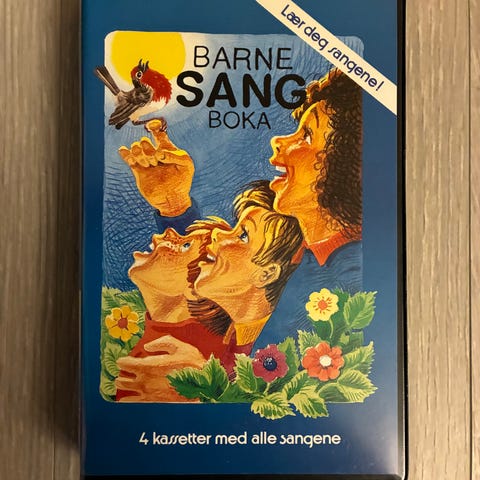 Lær deg sangene!
BARNE
SANG
BOKA
4 kassetter med alle sangene